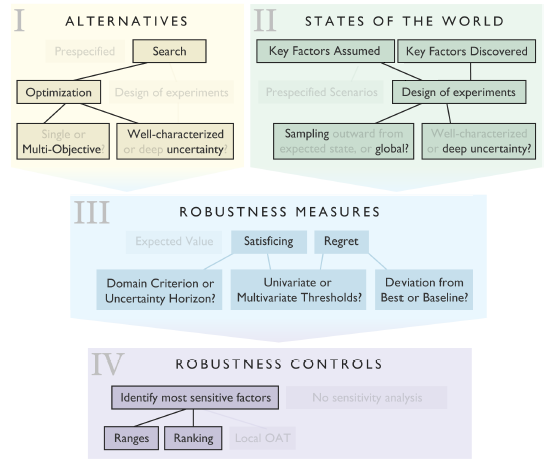 I
ALTERNATIVES
Prespecified
Search
Optimization
Design of experiments
Single or
Multi-Objective?
Well-characterized
or deep uncertainty?
II
STATES OF THE WORLD
Key Factors Assumed
Key Factors Discovered
Prespecified Scenarios
Design of experiments
Sampling outward from
expected state, or global?
Well-characterized
or deep uncertainty?
III
ROBUSTNESS MEASURES
Expected Value
Satisficing
Regret
Domain Criterion or
Uncertainty Horizon?
Univariate or
Multivariate Thresholds?
Deviation from
Best or Baseline?
IV
ROBUSTNESS CONTROLS
Identify most sensitive factors
No sensitivity analysis
Ranges
Ranking
Local OAT